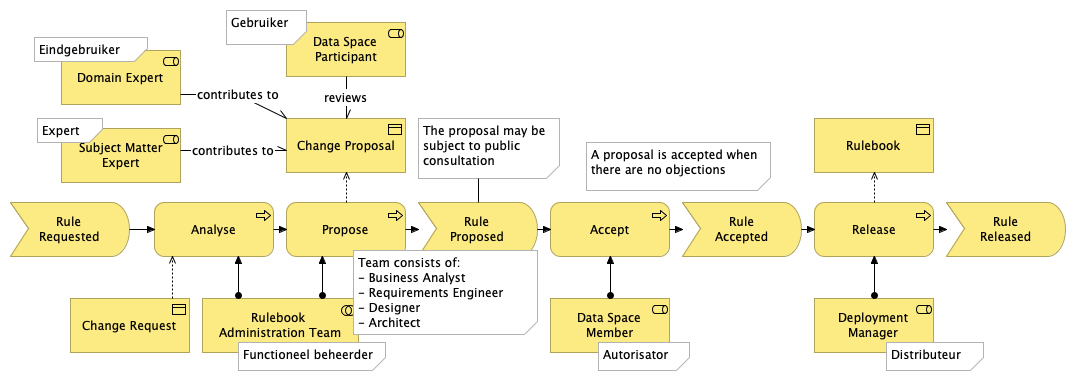 Gebruiker
Data Space
Participant
Eindgebruiker
Domain Expert
contributes to
reviews
Expert
Subject Matter
Expert
contributes to
Change Proposal
The proposal may be
subject to public
consultation
A proposal is accepted when
there are no objections
Rulebook
Rule
Requested
Analyse
Propose
Rule
Proposed
Accept
Rule
Accepted
Release
Rule
Released
Team consists of:
- Business Analyst
- Requirements Engineer
- Designer
- Architect
Change Request
Rulebook
Administration Team
Functioneel beheerder
Data Space
Member
Autorisator
Deployment
Manager
Distributeur